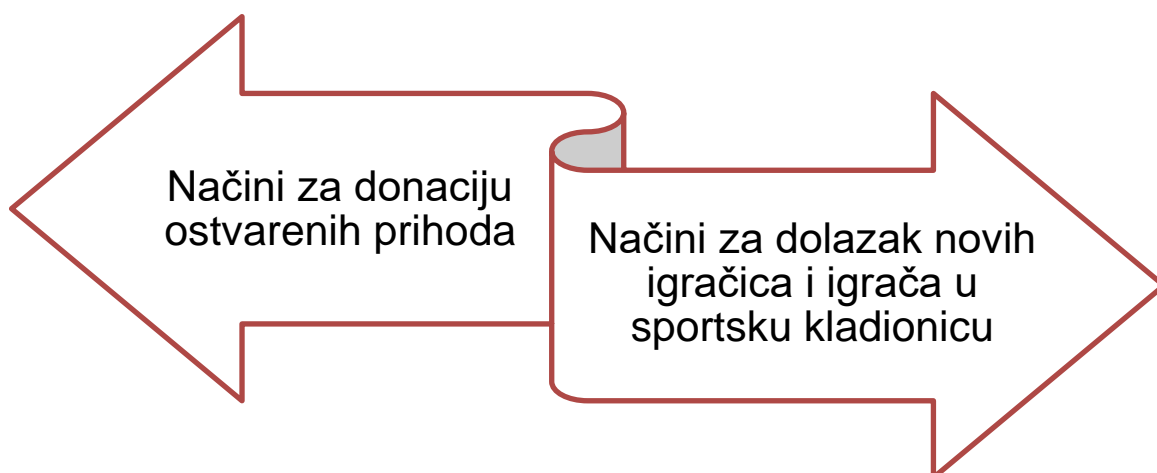 Načini za donaciju
ostvarenih prihoda
Načini za dolazak novih
igračica i igrača u
sportsku kladionicu